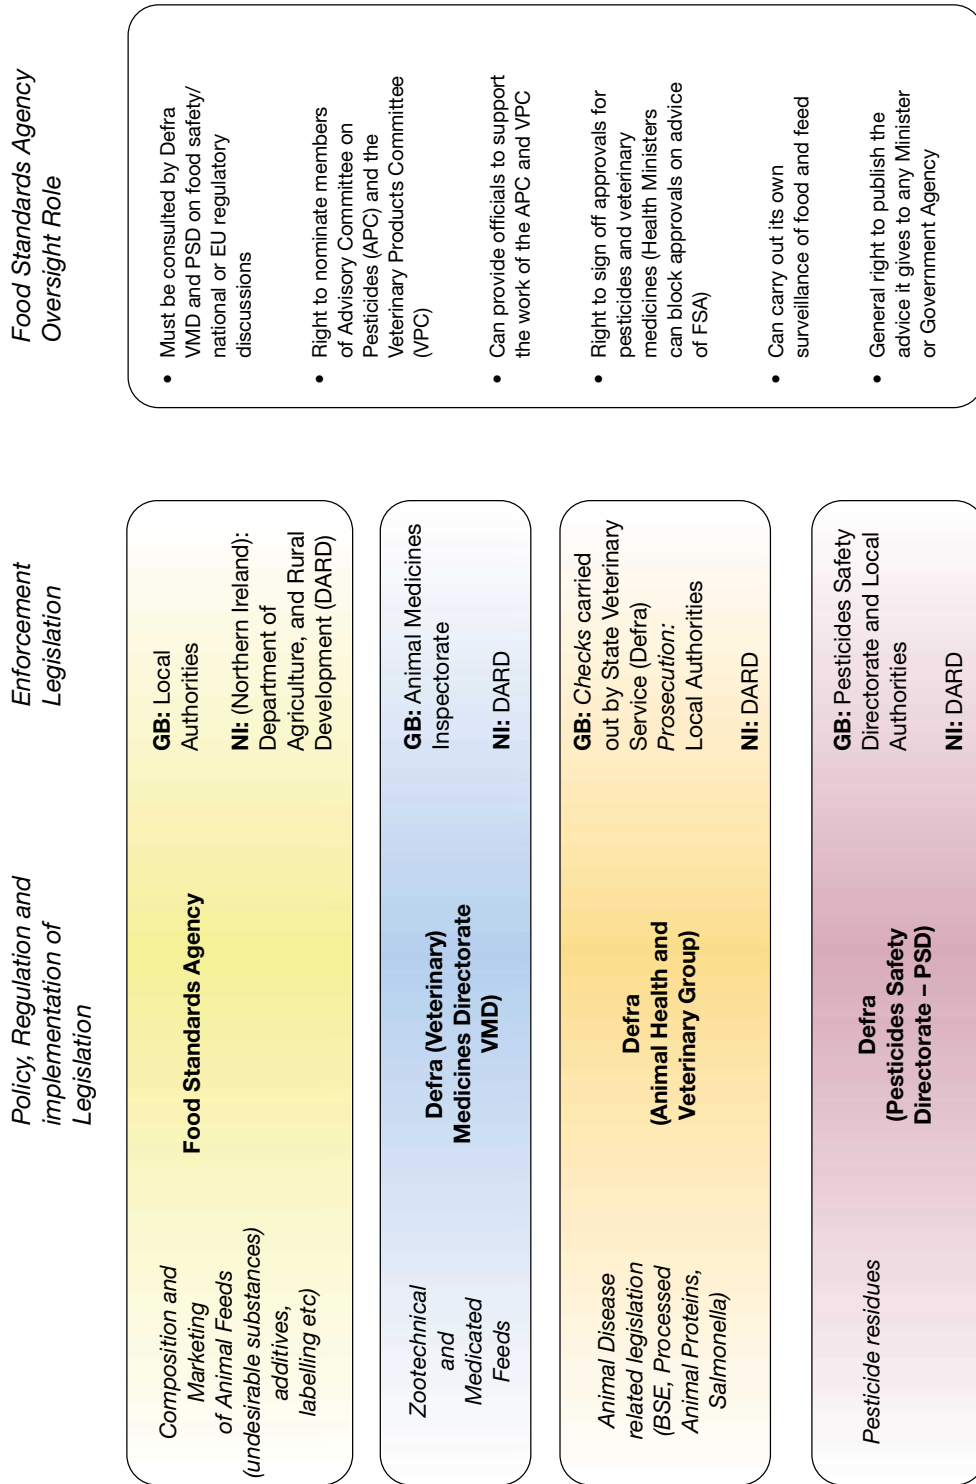 Policy, Regulation and
implementation of
Legislation
Enforcement
Legislation
Food Standards Agency
Oversight Role
Composition and
Marketing
of Animal Feeds
(undesirable substances)
additives,
labelling etc)
Food Standards Agency
GB: Local
Authorities
NI: (Northern Ireland):
Department of
Agriculture, and Rural
Development (DARD)
Zootechnical
and
Medicated
Feeds
Defra (Veterinary)
Medicines Directorate
VMD)
GB: Animal Medicines
Inspectorate
NI: DARD
Animal Disease
related legislation
(BSE, Processed
Animal Proteins,
Salmonella)
Defra
(Animal Health and
Veterinary Group)
GB: Checks carried
out by State Veterinary
Service (Defra)
Prosecution:
Local Authorities
NI: DARD
Pesticide residues
Defra
(Pesticides Safety
Directorate – PSD)
GB: Pesticides Safety
Directorate and Local
Authorities
NI: DARD
• Must be consulted by Defra
VMD and PSD on food safety/
national or EU regulatory
discussions
• Right to nominate members
of Advisory Committee on
Pesticides (APC) and the
Veterinary Products Committee
(VPC)
• Can provide officials to support
the work of the APC and VPC
• Right to sign off approvals for
pesticides and veterinary
medicines (Health Ministers
can block approvals on advice
of FSA)
• Can carry out its own
surveillance of food and feed
• General right to publish the
advice it gives to any Minister
or Government Agency